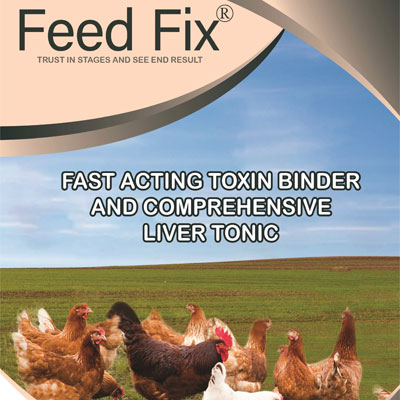 Feed Fix®
TRUST IN STAGES AND SEE END RESULT
FAST ACTING TOXIN BINDER
AND COMPREHENSIVE
LIVER TONIC